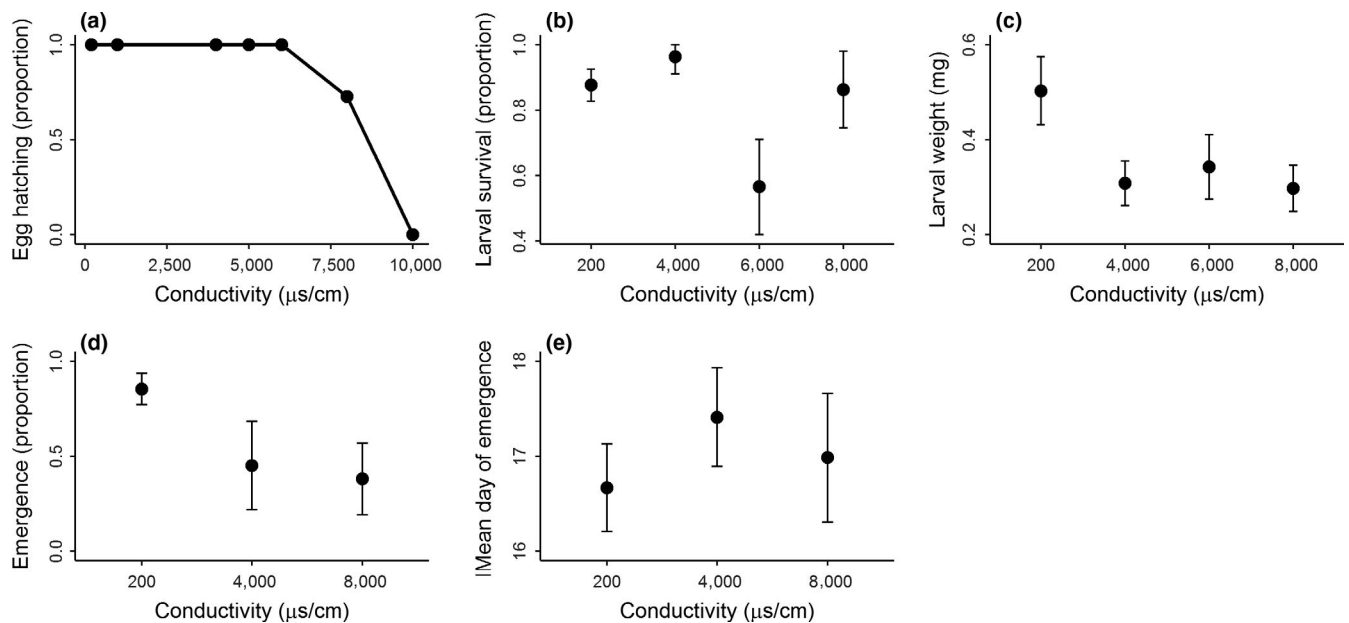 (a)
Egg hatching (proportion)
1.0
0.5
0.0
0
2,500
5,000
7,500
10,000
Conductivity (μs/cm)
(b)
Larval survival (proportion)
1.0
0.8
0.6
0.4
200
4,000
6,000
8,000
Conductivity (μs/cm)
(c)
Larval weight (mg)
0.6
0.4
0.2
200
4,000
6,000
8,000
Conductivity (μs/cm)
(d)
Emergence (proportion)
1.0
0.5
0.0
200
4,000
8,000
Conductivity (μs/cm)
(e)
|Mean day of emergence
18
17
16
200
4,000
8,000
Conductivity (μs/cm)